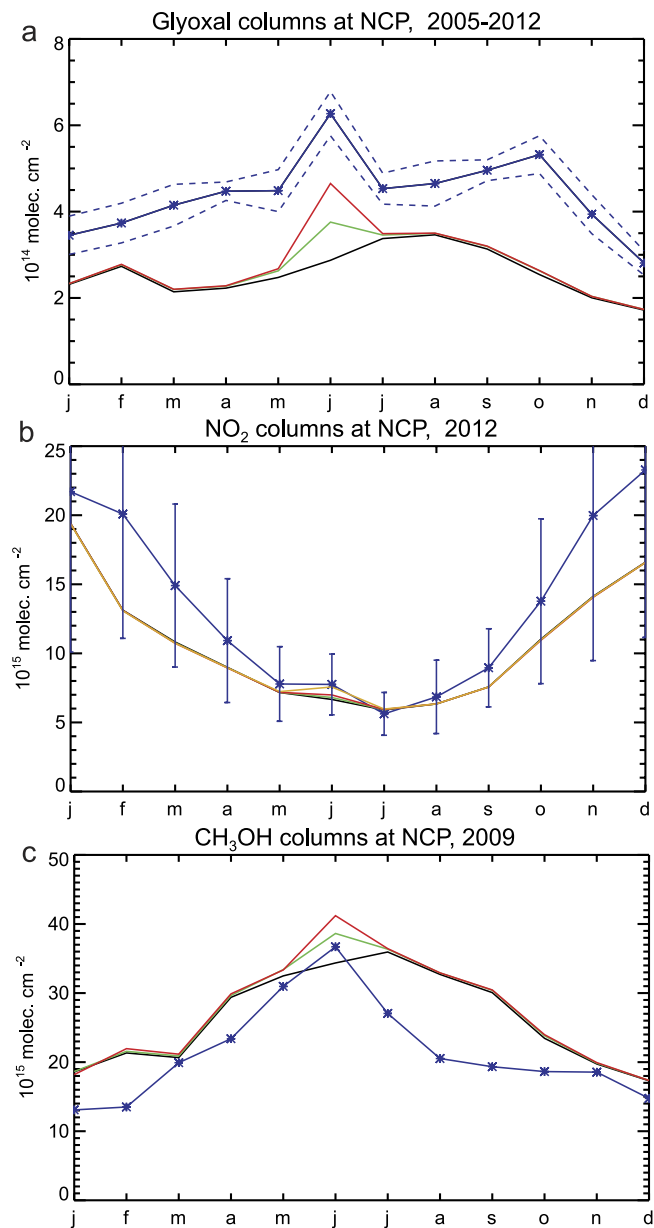 a
Glyoxal columns at NCP, 2005-2012
8
6
4
2
0
10¹⁴ molec. cm⁻²
j f m a m j j a s o n d
b
NO₂ columns at NCP, 2012
25
20
15
10
5
0
10¹⁵ molec. cm⁻²
j f m a m j j a s o n d
c
CH₃OH columns at NCP, 2009
50
40
30
20
10
0
10¹⁵ molec. cm⁻²
j f m a m j j a s o n d